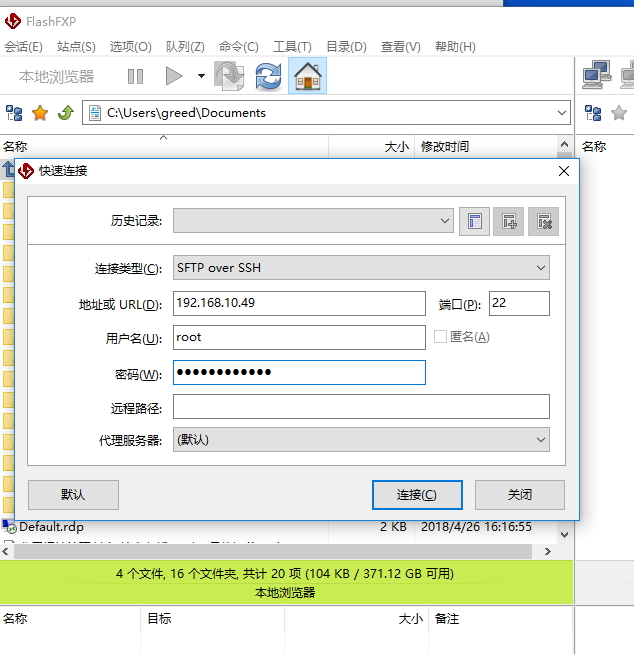 FlashFXP
会话(E) 站点(S) 选项(O) 队列(Z) 命令(C) 工具(T) 目录(D) 查看(V) 帮助(H)
本地浏览器
C:\Users\greed\Documents
名称 大小 修改时间 名称
快速连接
历史记录:
连接类型(C): SFTP over SSH
地址或 URL(D): 192.168.10.49 端口(P): 22
用户名(U): root 匿名(A)
密码(W): ●●●●●●●●●●●●
远程路径:
代理服务器: (默认)
默认 连接(C) 关闭
Default.rdp 2 KB 2018/4/26 16:16:55
4 个文件, 16 个文件夹, 共计 20 项 (104 KB / 371.12 GB 可用)
本地浏览器
名称 目标 大小 备注